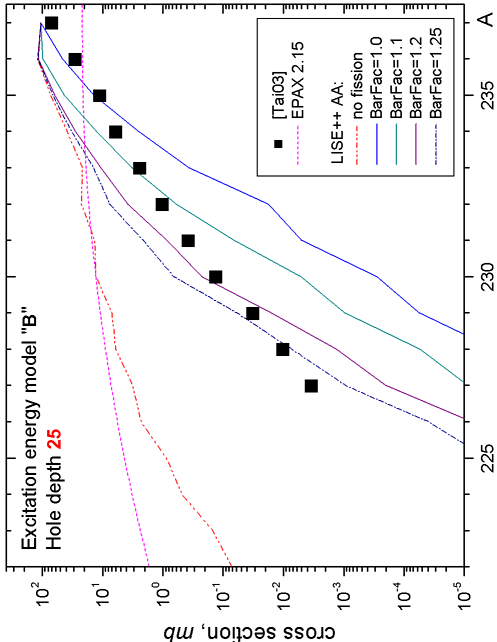 Excitation energy model "B"
Hole depth 25
[Tai03]
EPAX 2.15
LISE++ AA:
no fission
BarFac=1.0
BarFac=1.1
BarFac=1.2
BarFac=1.25
cross section, mb
10^2
10^1
10^0
10^-1
10^-2
10^-3
10^-4
10^-5
225
230
235
A